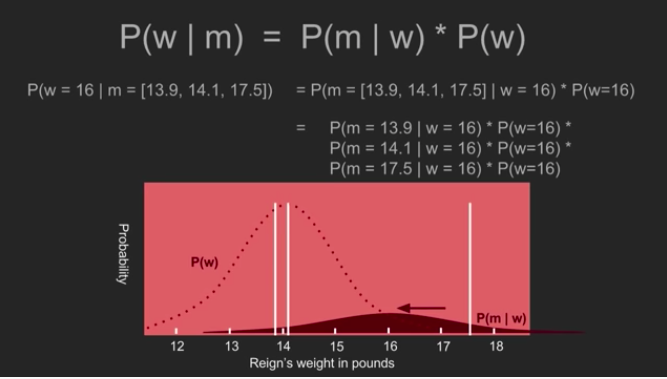 P(w | m) = P(m | w) * P(w)
P(w = 16 | m = [13.9, 14.1, 17.5]) = P(m = [13.9, 14.1, 17.5] | w = 16) * P(w=16)
= P(m = 13.9 | w = 16) * P(w=16) *
P(m = 14.1 | w = 16) * P(w=16) *
P(m = 17.5 | w = 16) * P(w=16)
Probability
P(w)
P(m | w)
12 13 14 15 16 17 18
Reign's weight in pounds